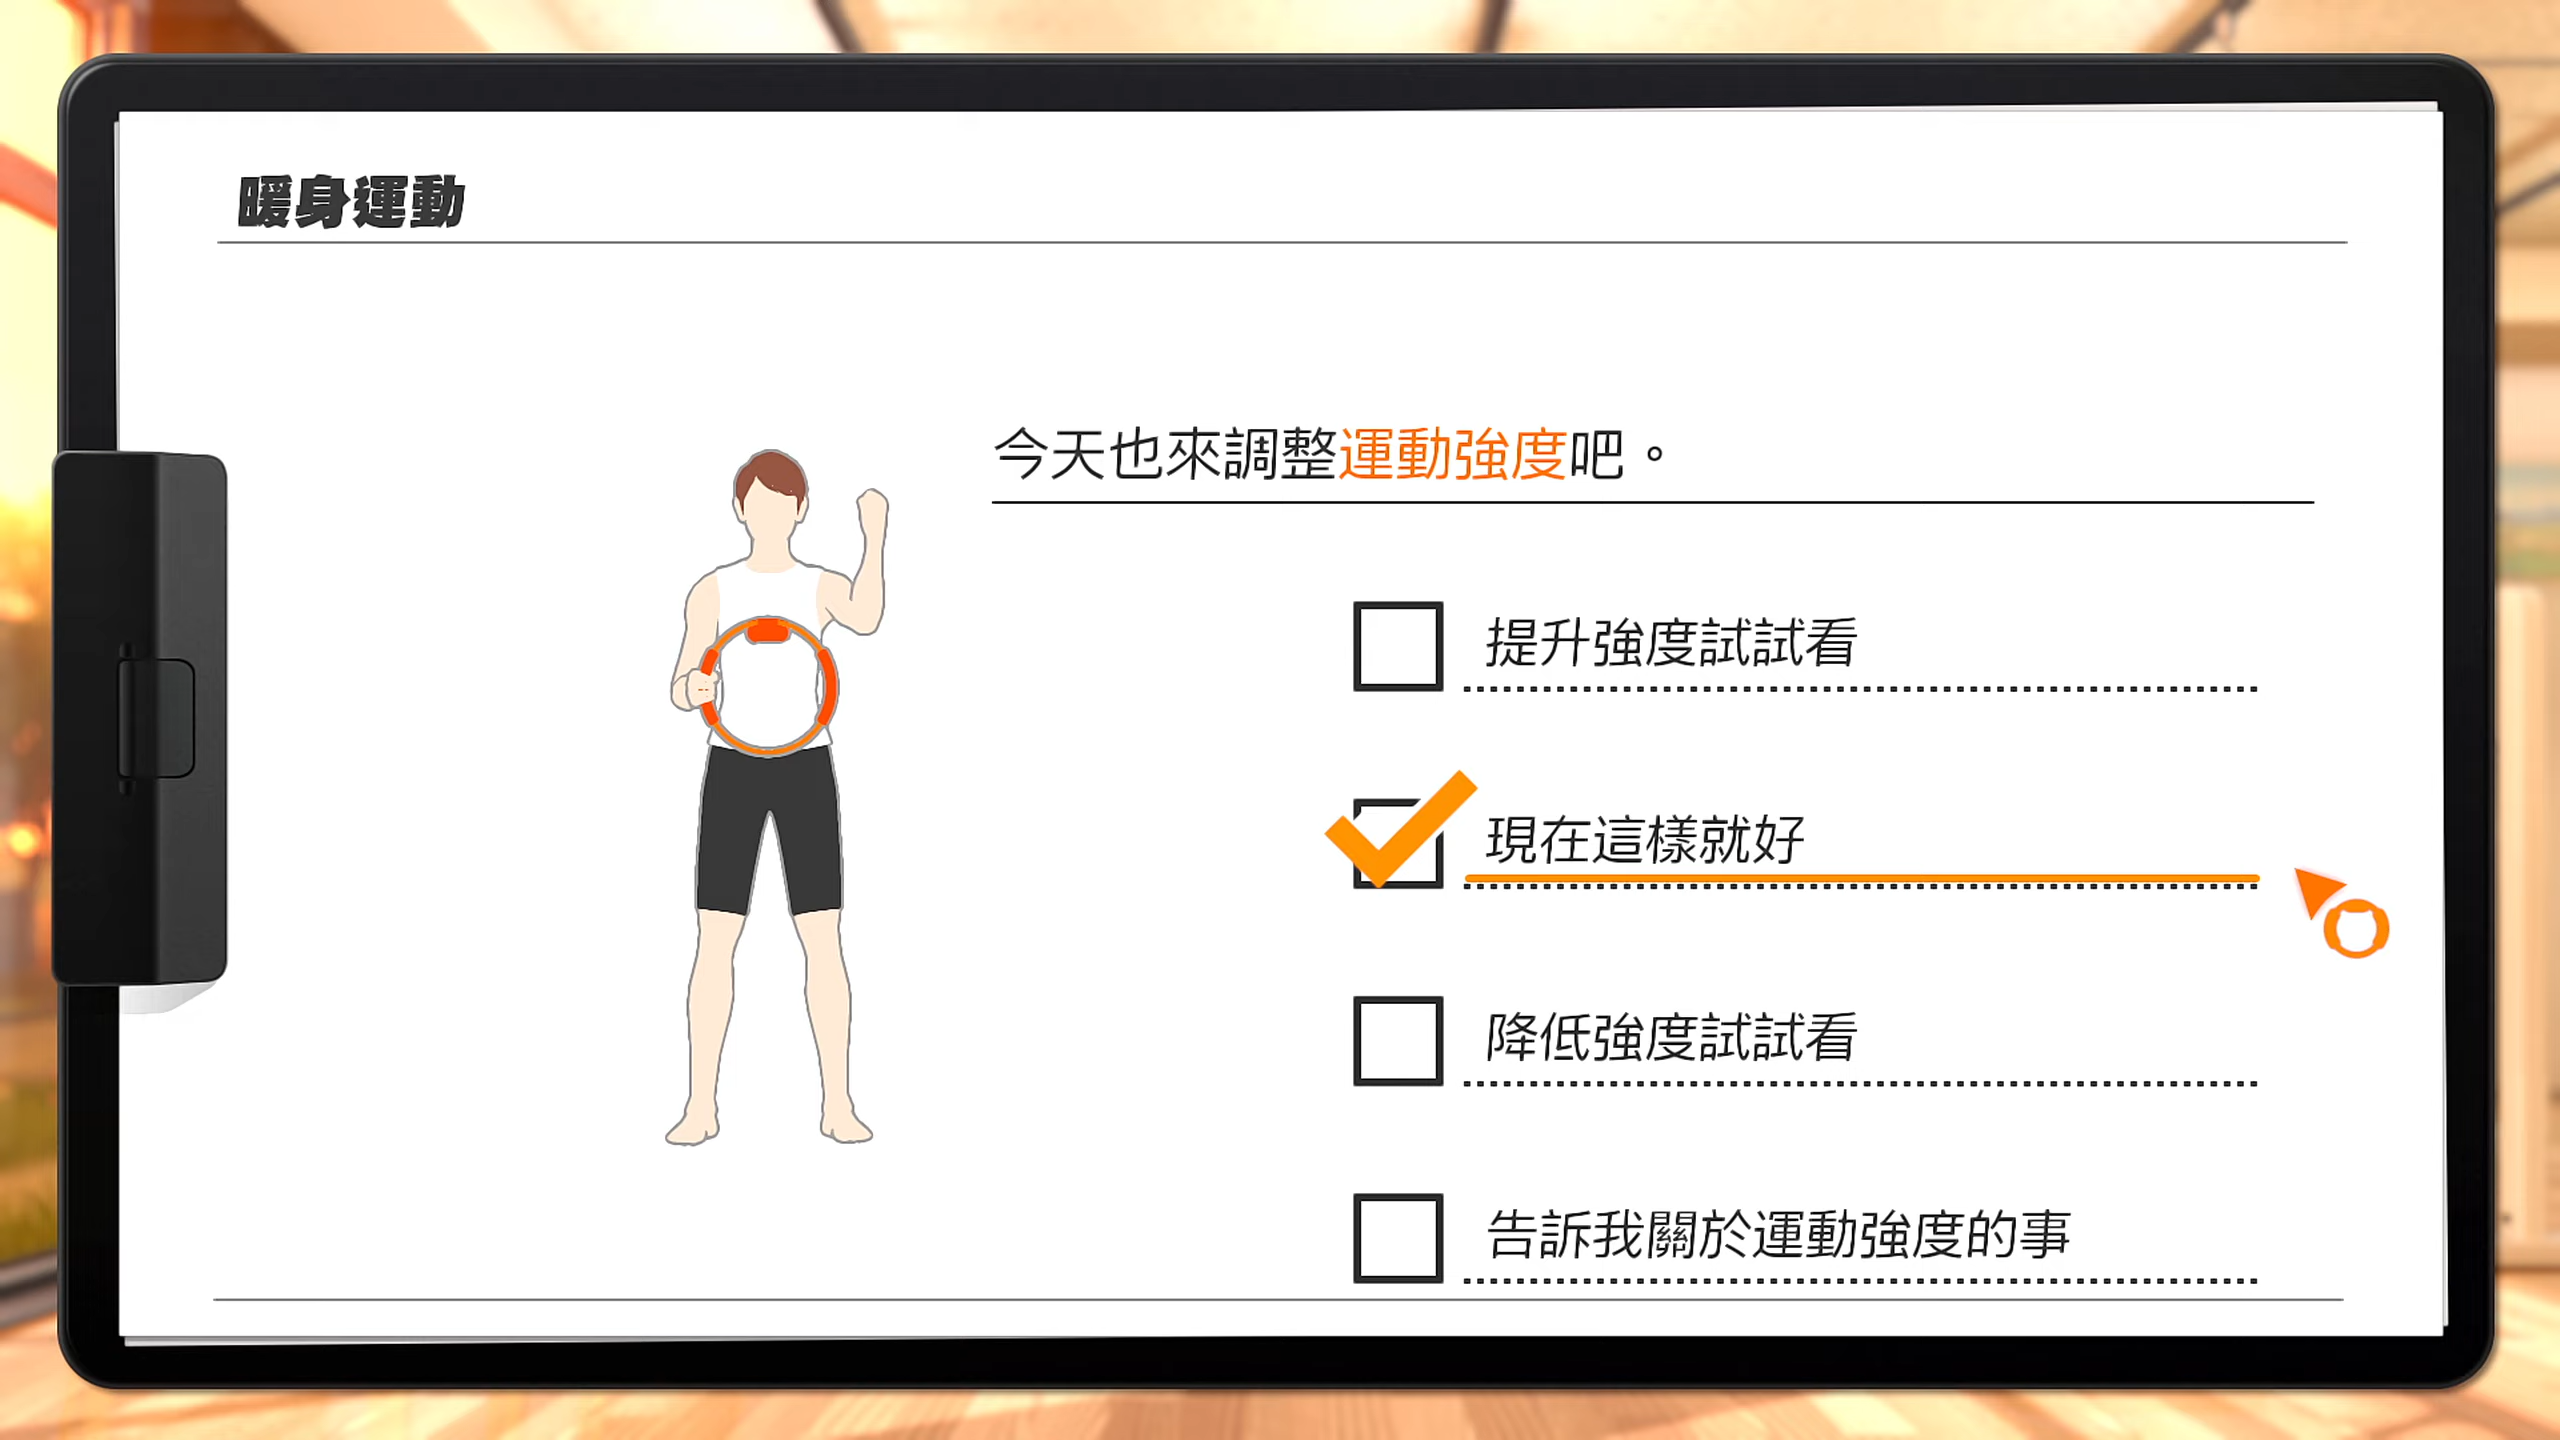 暖身運動
今天也來調整運動強度吧。
提升強度試試看
現在這樣就好
降低強度試試看
告訴我關於運動強度的事